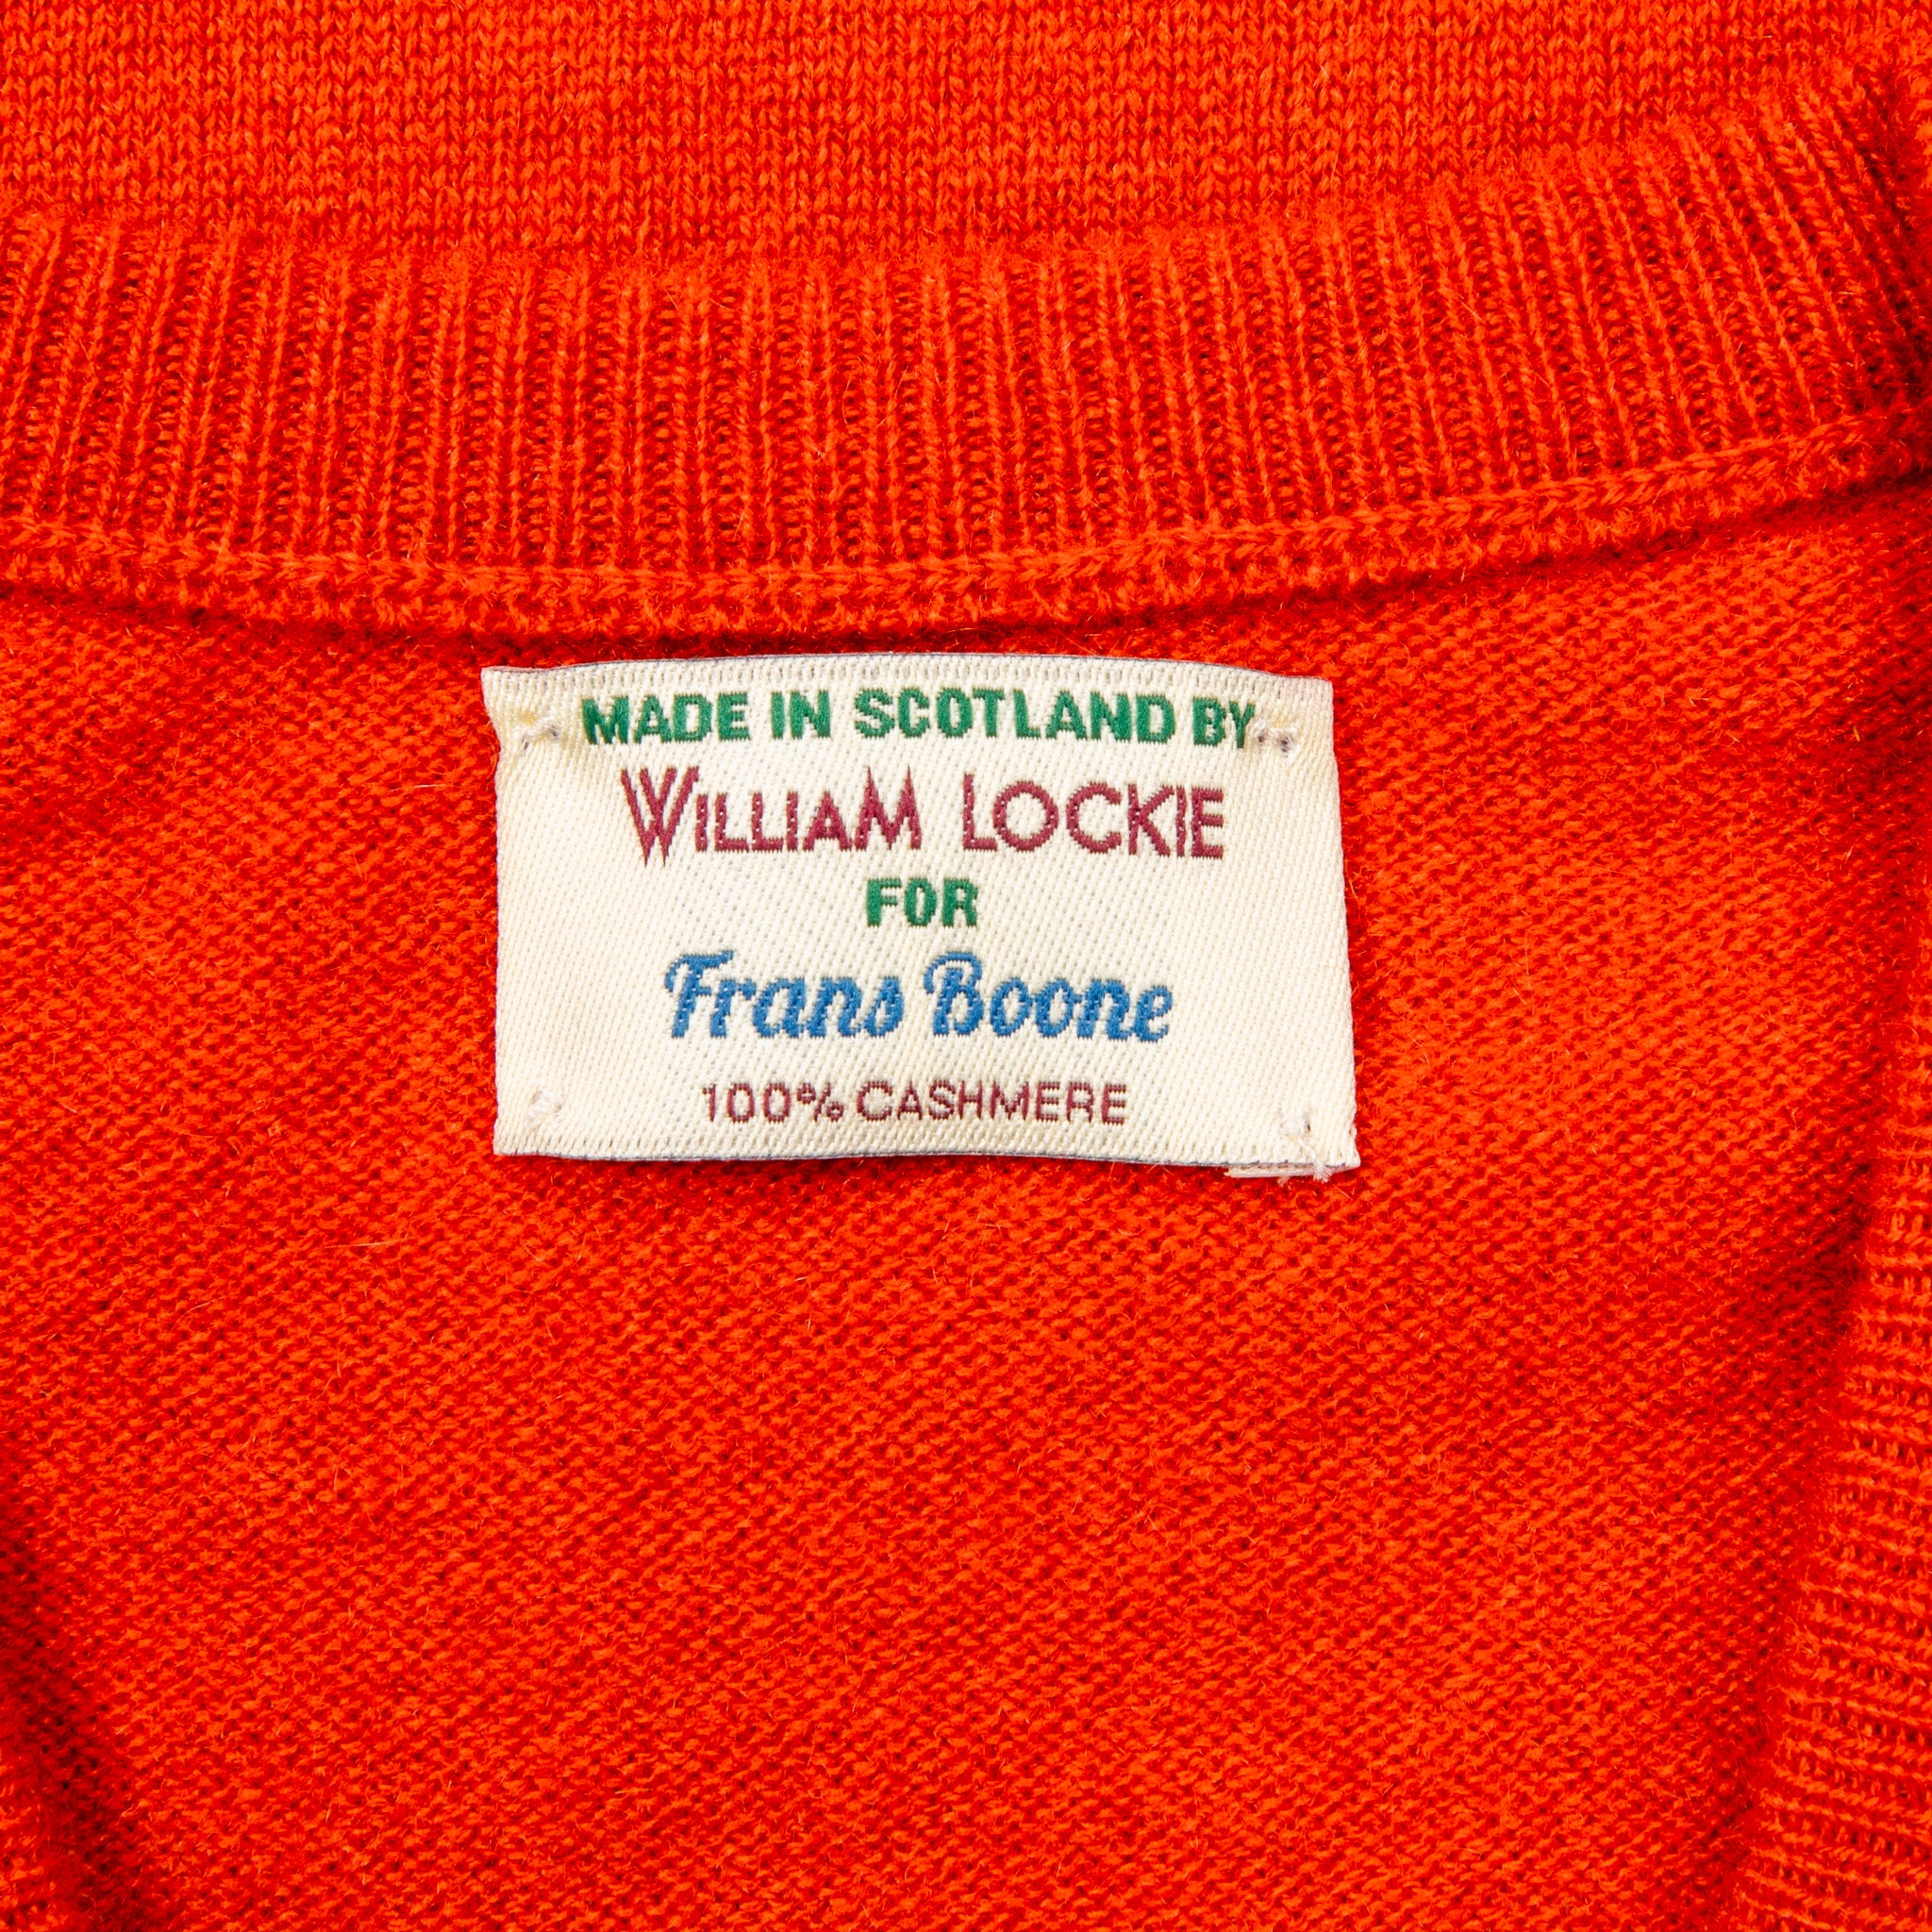 MADE IN SCOTLAND BY
WILLIAM LOCKIE
FOR
Frans Boone
100% CASHMERE